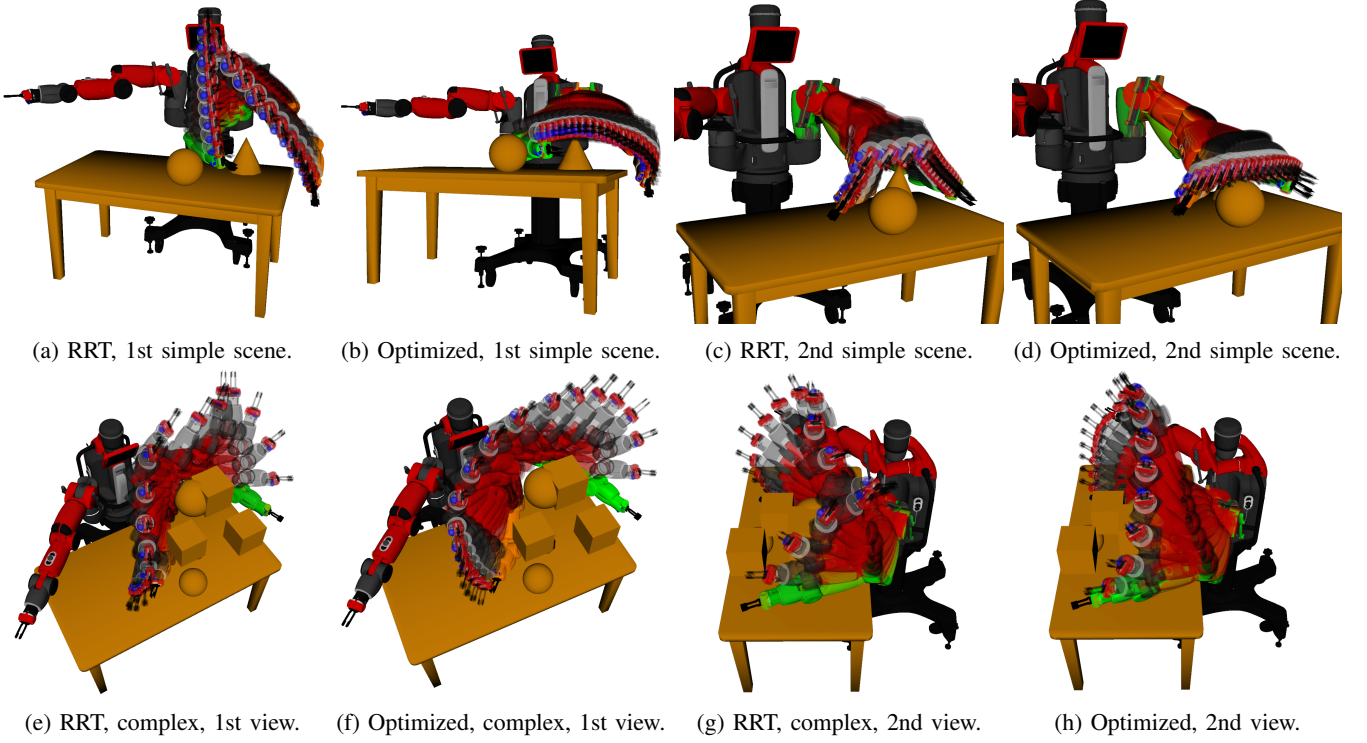 (a) RRT, 1st simple scene.
(b) Optimized, 1st simple scene.
(c) RRT, 2nd simple scene.
(d) Optimized, 2nd simple scene.
(e) RRT, complex, 1st view.
(f) Optimized, complex, 1st view.
(g) RRT, complex, 2nd view.
(h) Optimized, 2nd view.